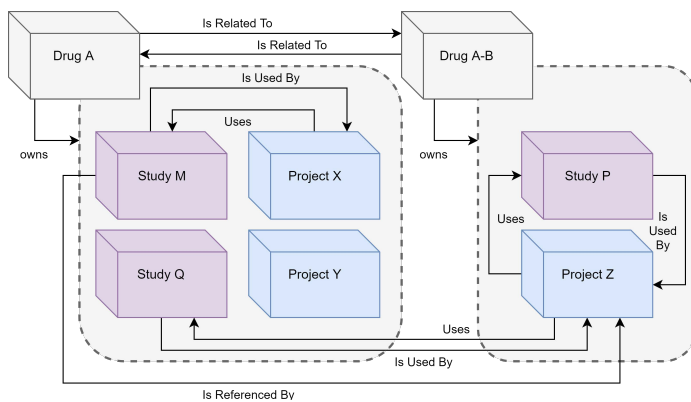 Is Related To
Drug A
Is Related To
Drug A-B
Is Used By
Uses
owns
owns
Study M
Project X
Study P
Uses
Is
Used
By
Study Q
Project Y
Project Z
Uses
Is Used By
Is Referenced By